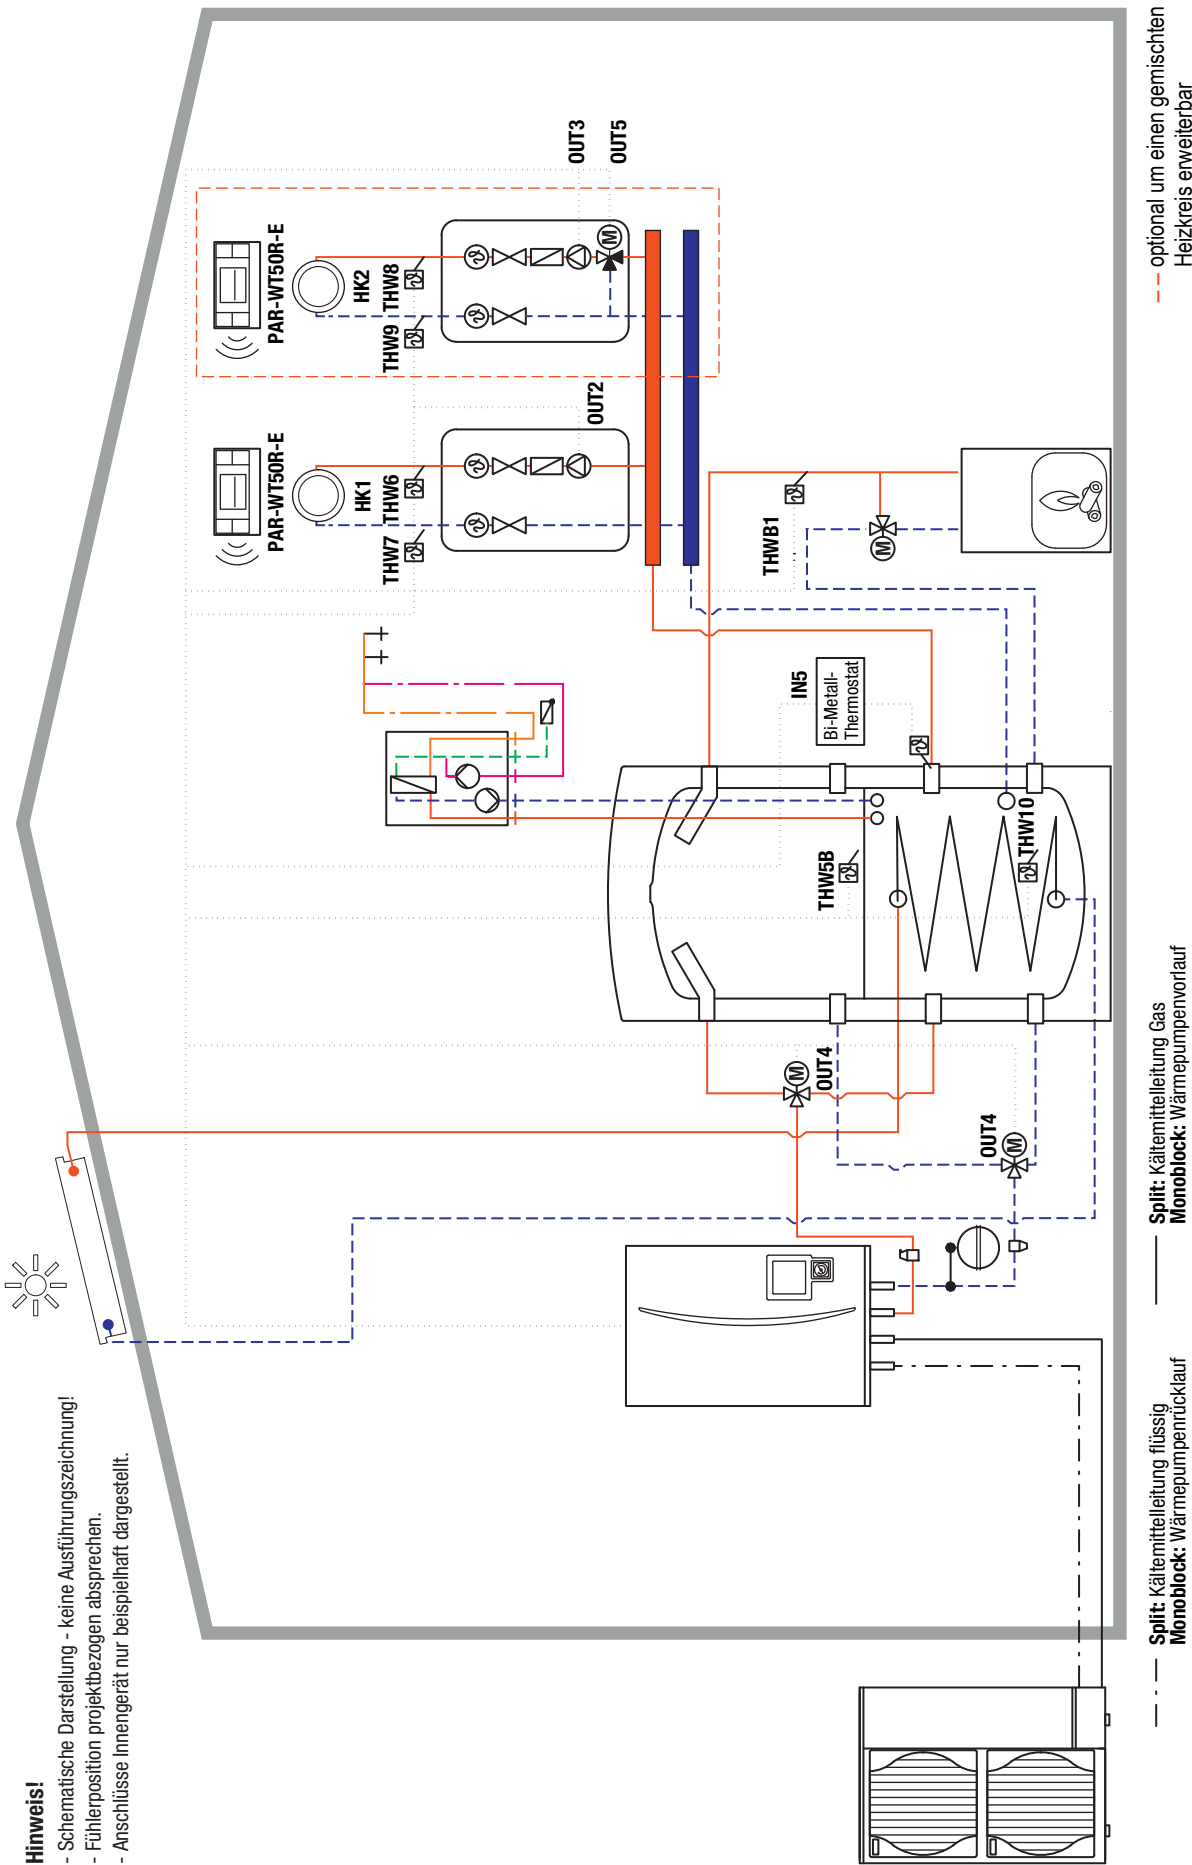 Hinweis!
- Schematische Darstellung - keine Ausführungszeichnung!
- Fühlerposition projektbezogen absprechen.
- Anschlüsse Innengerät nur beispielhaft dargestellt.
PAR-WT50R-E
PAR-WT50R-E
HK1
HK2
THW7
THW6
THW9
THW8
OUT2
OUT3
OUT5
M
THWB1
M
IN5
Bi-Metall-
Thermostat
THW5B
THW10
M
OUT4
OUT4
M
— · — Split: Kältemittelleitung flüssig
Monoblock: Wärmepumpenrücklauf
—— Split: Kältemittelleitung Gas
Monoblock: Wärmepumpenvorlauf
-- optional um einen gemischten
Heizkreis erweiterbar